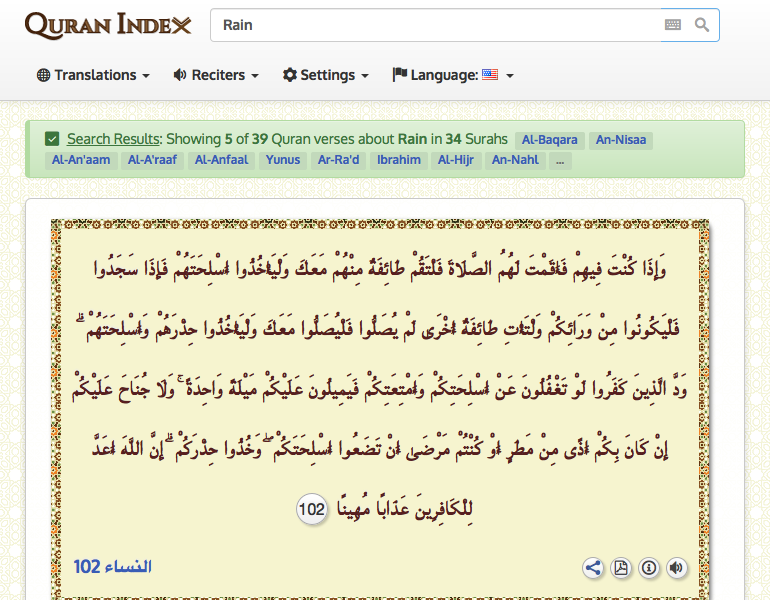 QURAN INDEX
Rain
Translations Reciters Settings Language:
Search Results: Showing 5 of 39 Quran verses about Rain in 34 Surahs Al-Baqara An-Nisaa
Al-An'aam Al-A'raaf Al-Anfaal Yunus Ar-Ra'd Ibrahim Al-Hijr An-Nahl ...
وَإِذَا كُنْتَ فِيهِمْ فَأَقَمْتَ لَهُمُ الصَّلَاةَ فَلْتَقُمْ طَائِفَةٌ مِنْهُمْ مَعَكَ وَلْيَأْخُذُوا أَسْلِحَتَهُمْ فَإِذَا سَجَدُوا
فَلْيَكُونُوا مِنْ وَرَائِكُمْ وَلْتَأْتِ طَائِفَةٌ أُخْرَىٰ لَمْ يُصَلُّوا فَلْيُصَلُّوا مَعَكَ وَلْيَأْخُذُوا حِذْرَهُمْ وَأَسْلِحَتَهُمْ ۗ
وَدَّ الَّذِينَ كَفَرُوا لَوْ تَغْفُلُونَ عَنْ أَسْلِحَتِكُمْ وَأَمْتِعَتِكُمْ فَيَمِيلُونَ عَلَيْكُمْ مَيْلَةً وَاحِدَةً ۚ وَلَا جُنَاحَ عَلَيْكُمْ
إِنْ كَانَ بِكُمْ أَذًى مِنْ مَطَرٍ أَوْ كُنْتُمْ مَرْضَىٰ أَنْ تَضَعُوا أَسْلِحَتَكُمْ ۖ وَخُذُوا حِذْرَكُمْ ۗ إِنَّ اللَّهَ أَعَدَّ
لِلْكَافِرِينَ عَذَابًا مُهِينًا 102
النساء 102